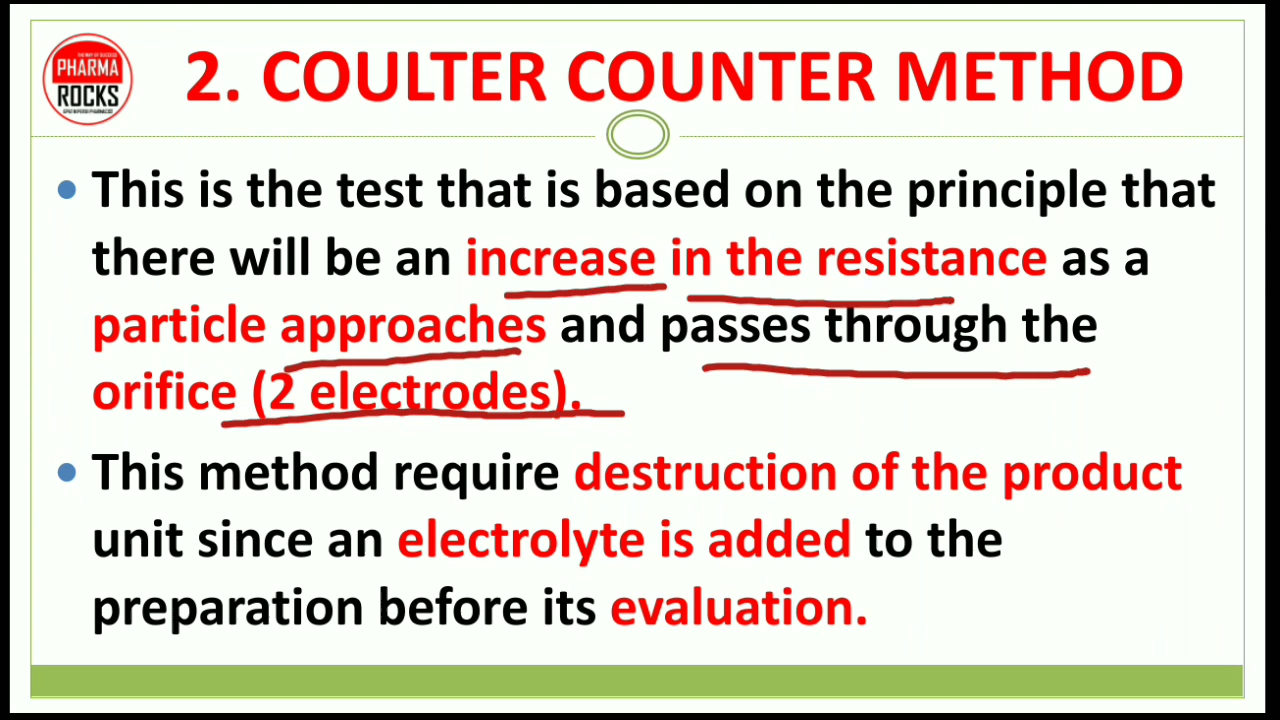 PHARMA
ROCKS
2. COULTER COUNTER METHOD
• This is the test that is based on the principle that
there will be an increase in the resistance as a
particle approaches and passes through the
orifice (2 electrodes).
• This method require destruction of the product
unit since an electrolyte is added to the
preparation before its evaluation.